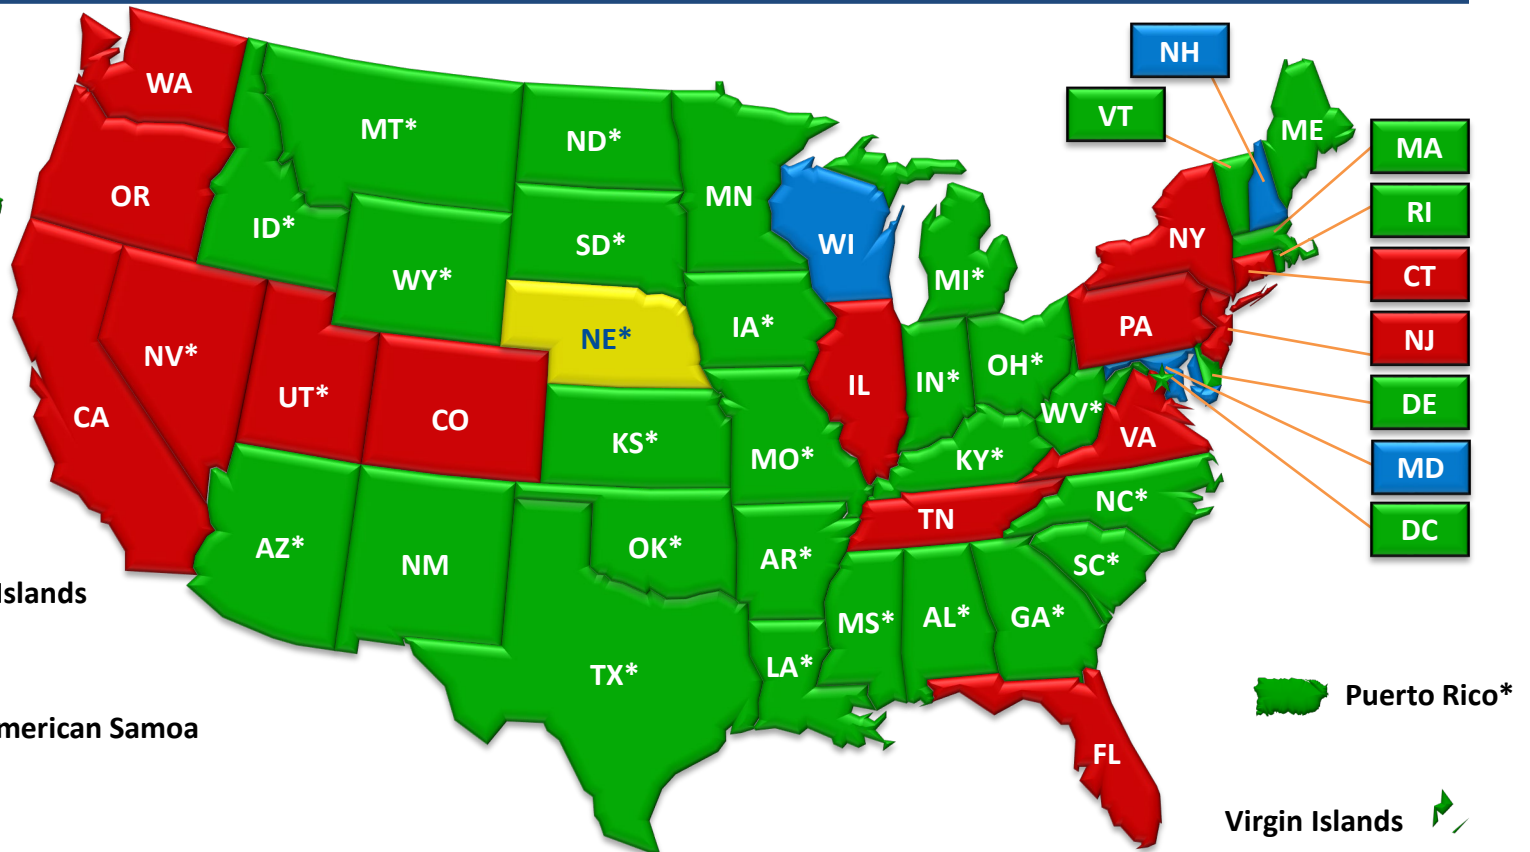 NH
WA
VT
MT*
ND*
ME
MA
OR
MN
RI
ID*
SD*
WI
NY
WY*
MI*
CT
NE*
IA*
PA
NJ
NV*
UT*
CO
IL
IN*
OH*
DE
CA
KS*
MO*
KY*
WV*
VA
MD
NC*
TN
DC
AZ*
NM
OK*
AR*
SC*
Islands
MS*
AL*
GA*
TX*
LA*
Puerto Rico*
merican Samoa
FL
Virgin Islands